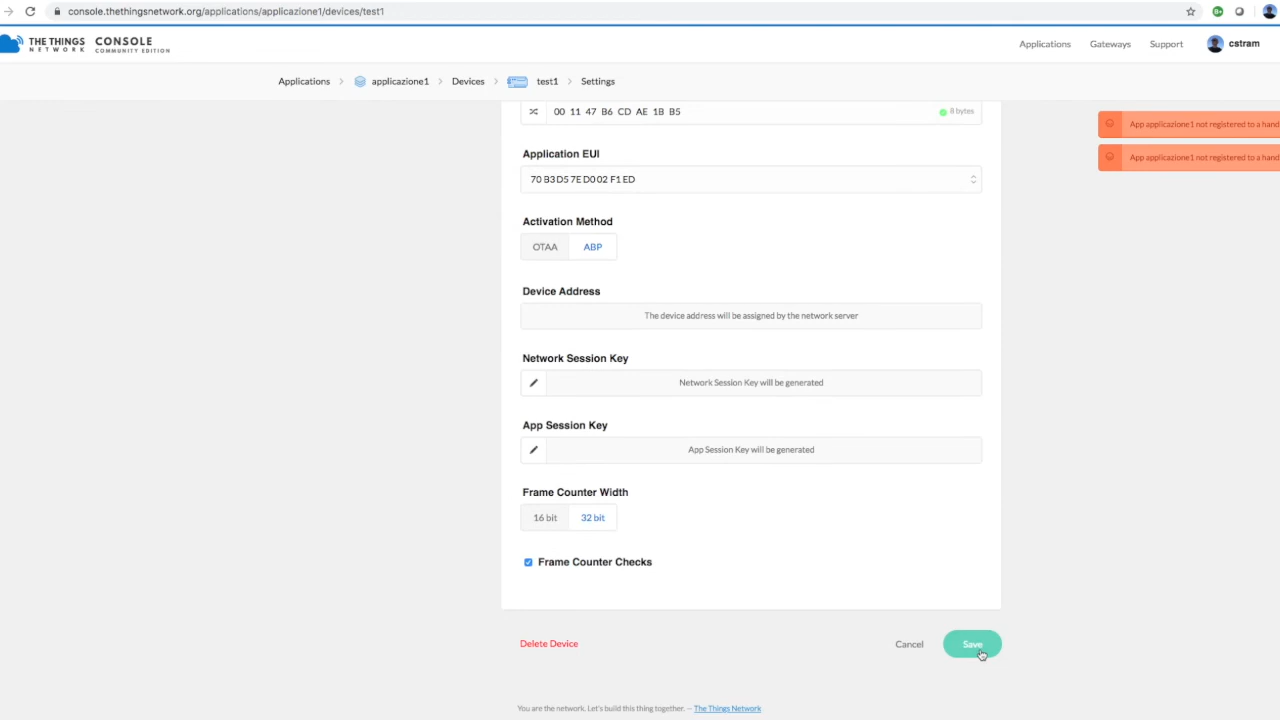 console.thethingsnetwork.org/applications/applicazione1/devices/test1
THE THINGS NETWORK CONSOLE COMMUNITY EDITION
Applications Gateways Support cstram
Applications applicazione1 Devices test1 Settings
00 11 47 B6 CD AE 1B B5 8 bytes
App applicazione1 not registered to a hand
App applicazione1 not registered to a hand
Application EUI
70 B3 D5 7E D0 02 F1 ED
Activation Method
OTAA ABP
Device Address
The device address will be assigned by the network server
Network Session Key
Network Session Key will be generated
App Session Key
App Session Key will be generated
Frame Counter Width
16 bit 32 bit
Frame Counter Checks
Delete Device Cancel Save
You are the network. Let's build this thing together. — The Things Network